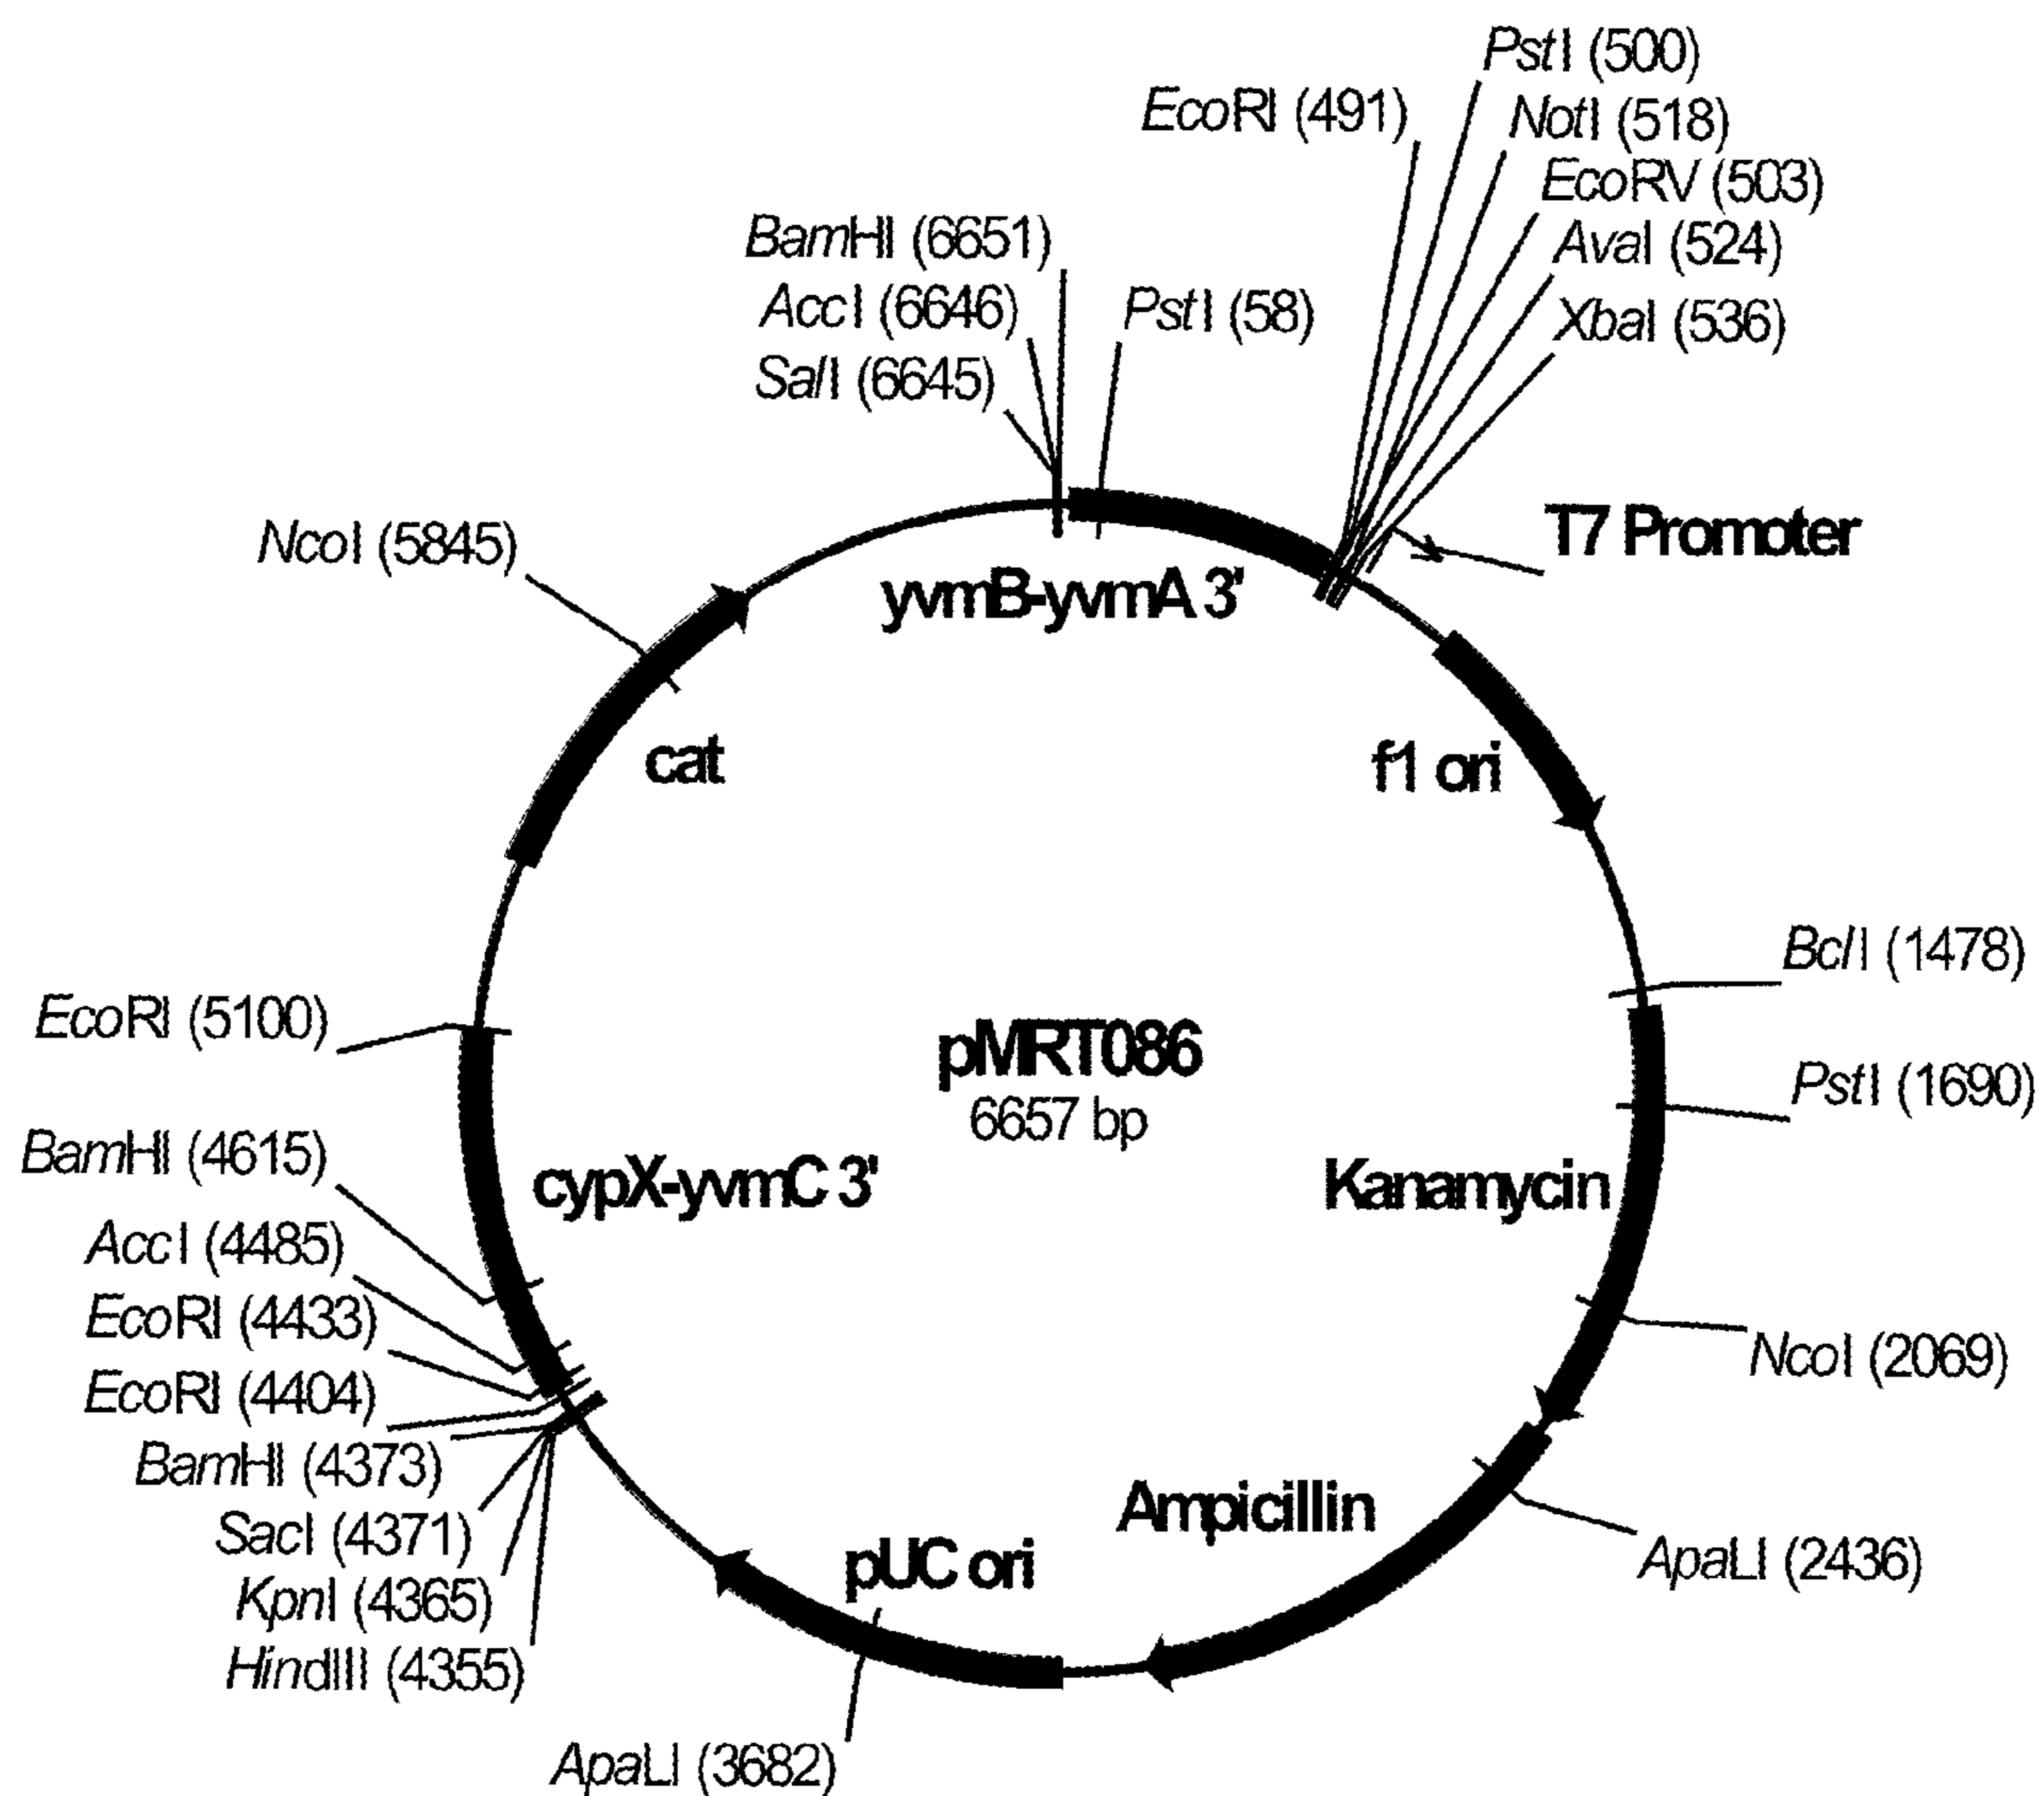 PstI (500)
EcoRI (491)
NotI (518)
EcoRV (503)
BamHI (6651)
AvaI (524)
AccI (6646)
PstI (58)
XbaI (536)
SalI (6645)
NcoI (5845)
T7 Promoter
yvmB-yvmA 3'
cat
f1 ori
BclI (1478)
EcoRI (5100)
pMRT086
6657 bp
PstI (1690)
BamHI (4615)
cypX-yvmC 3'
Kanamycin
AccI (4485)
EcoRI (4433)
NcoI (2069)
EcoRI (4404)
BamHI (4373)
Ampicillin
SacI (4371)
pUC ori
ApaLI (2436)
KpnI (4365)
HindIII (4355)
ApaLI (3682)